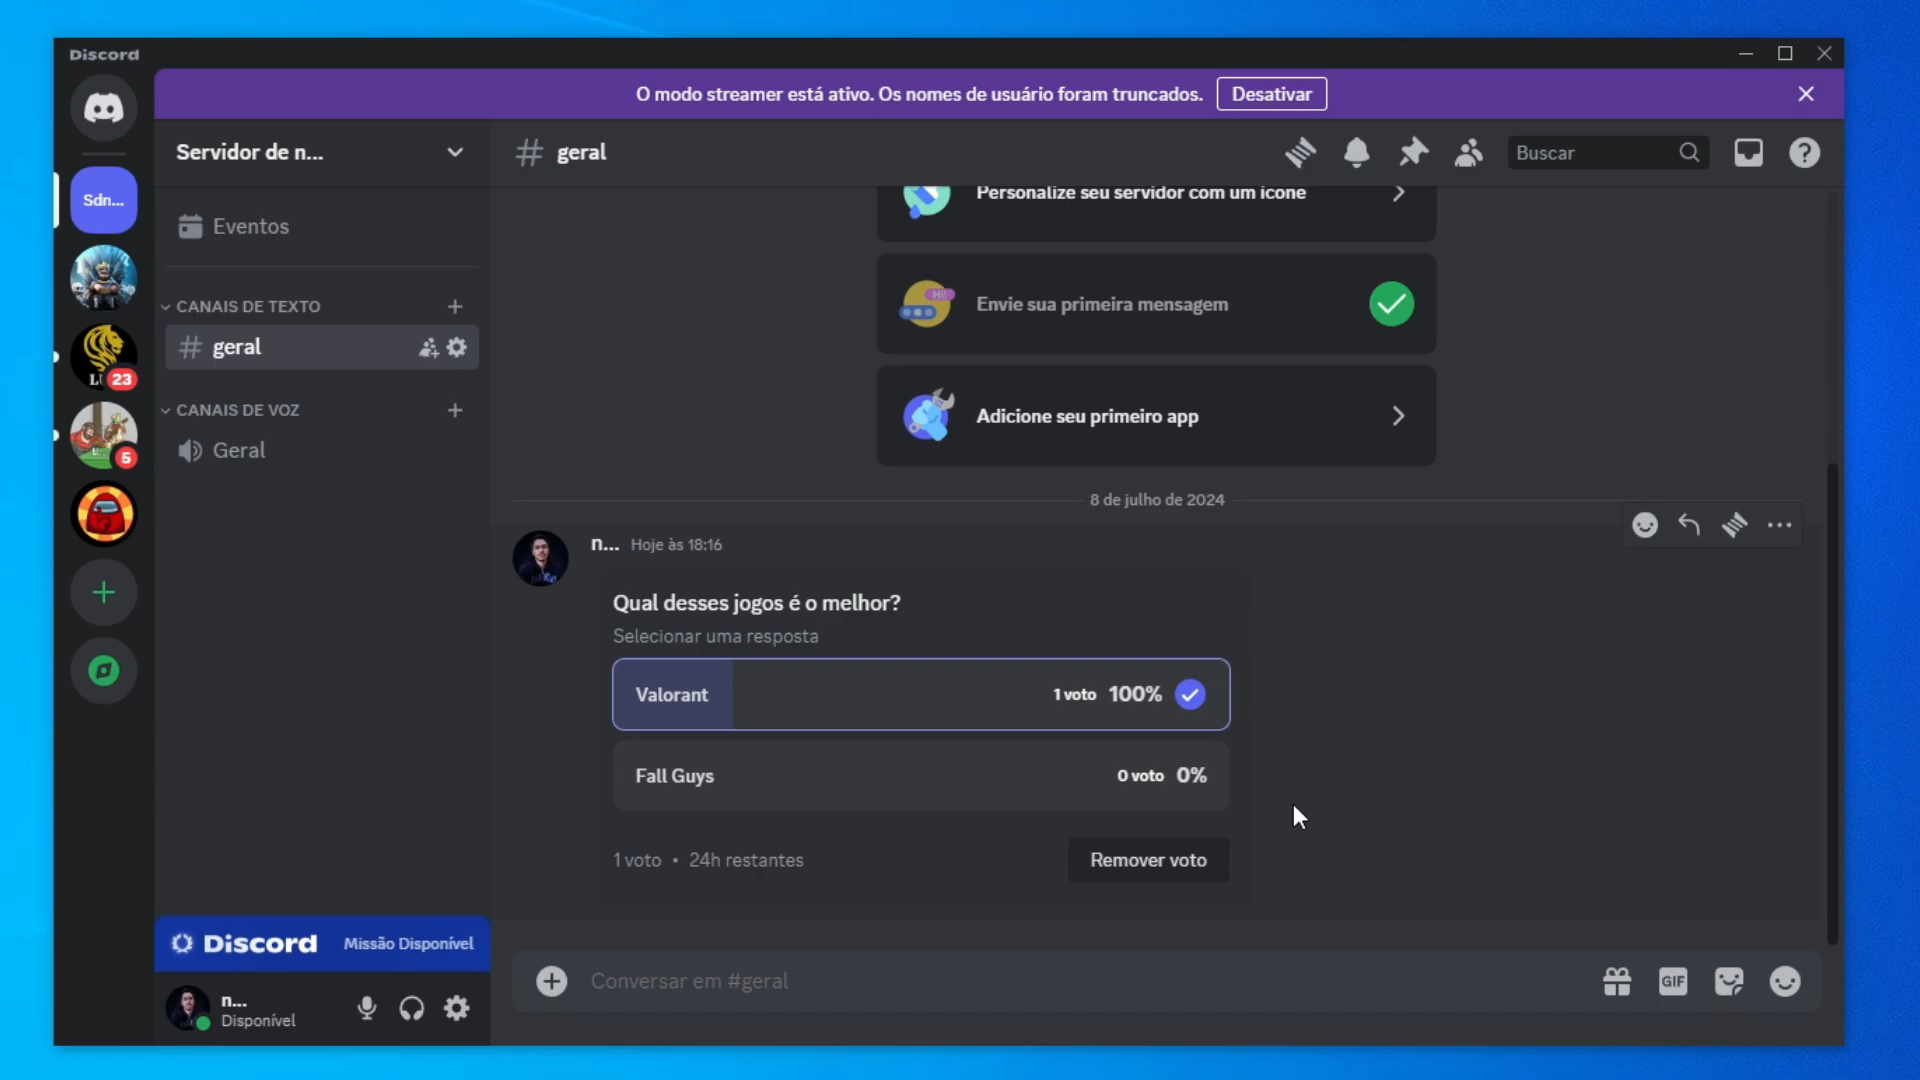 Discord
O modo streamer está ativo. Os nomes de usuário foram truncados. Desativar
Servidor de n...
geral
Buscar
Sdn...
Eventos
CANAIS DE TEXTO
geral
CANAIS DE VOZ
Geral
23
5
Personalize seu servidor com um ícone
HI!
Envie sua primeira mensagem
Adicione seu primeiro app
8 de julho de 2024
n... Hoje às 18:16
Qual desses jogos é o melhor?
Selecionar uma resposta
Valorant 1 voto 100%
Fall Guys 0 voto 0%
1 voto • 24h restantes Remover voto
Discord Missão Disponível
n...
Disponível
Conversar em #geral
GIF